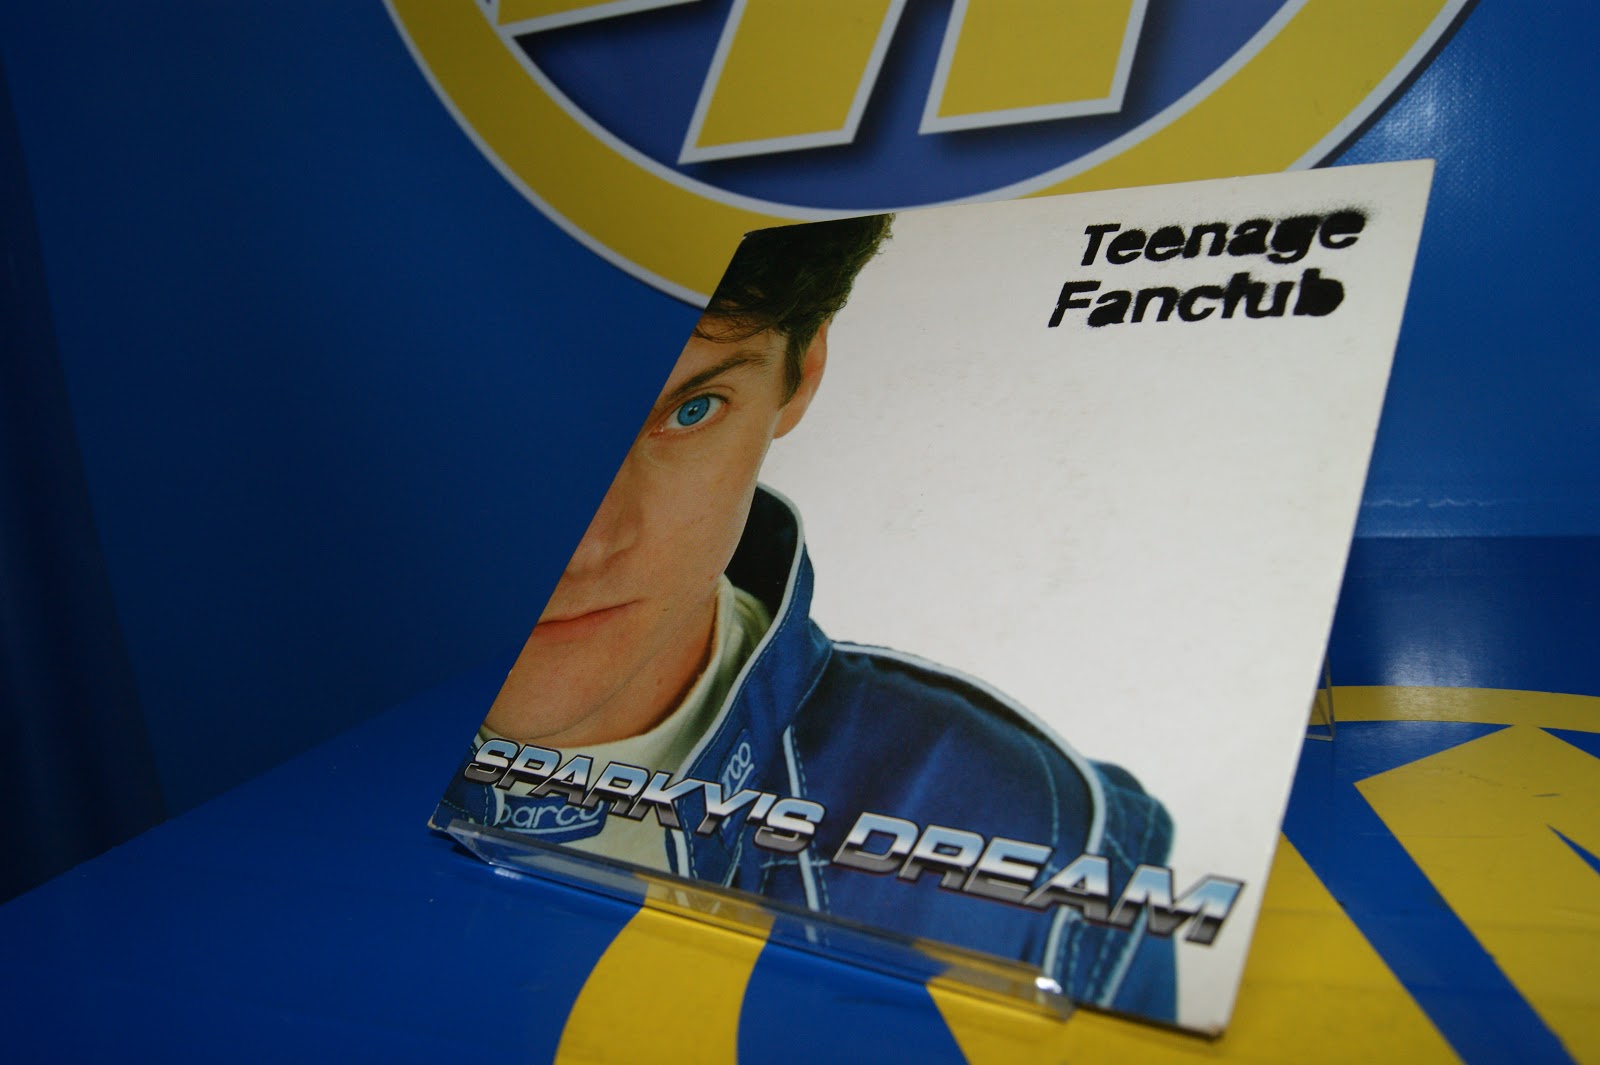 Teenage
Fanclub
SPARKY'S DREAM